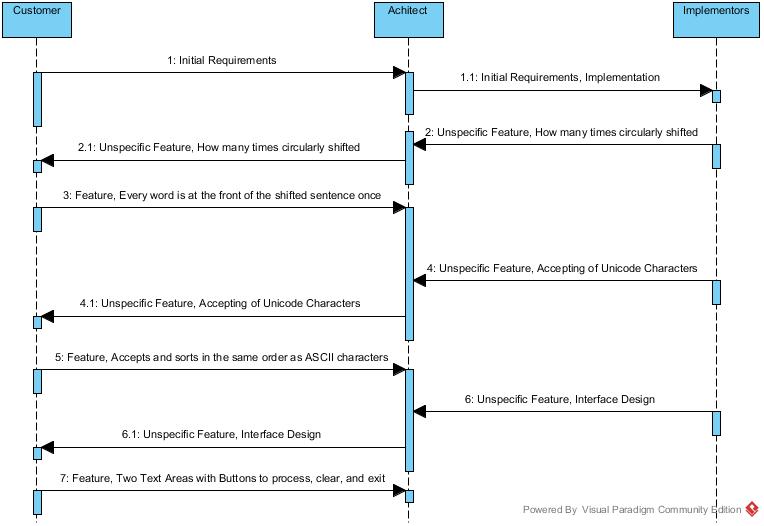 Customer
Achitect
Implementors
1: Initial Requirements
1.1: Initial Requirements, Implementation
2: Unspecific Feature, How many times circularly shifted
2.1: Unspecific Feature, How many times circularly shifted
3: Feature, Every word is at the front of the shifted sentence once
4: Unspecific Feature, Accepting of Unicode Characters
4.1: Unspecific Feature, Accepting of Unicode Characters
5: Feature, Accepts and sorts in the same order as ASCII characters
6: Unspecific Feature, Interface Design
6.1: Unspecific Feature, Interface Design
7: Feature, Two Text Areas with Buttons to process, clear, and exit
Powered By Visual Paradigm Community Edition